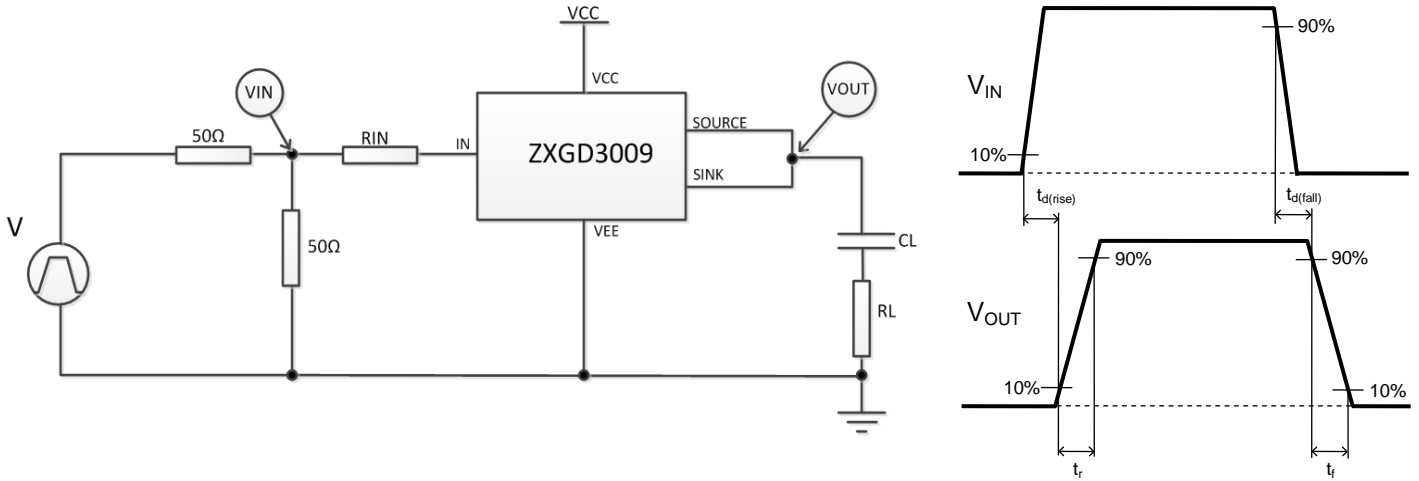 VCC
VCC
VIN
VOUT
50Ω
RIN
IN
ZXGD3009
SOURCE
SINK
V
50Ω
VEE
CL
RL
90%
VIN
10%
td(rise)
td(fall)
90%
90%
VOUT
10%
10%
tr
tf